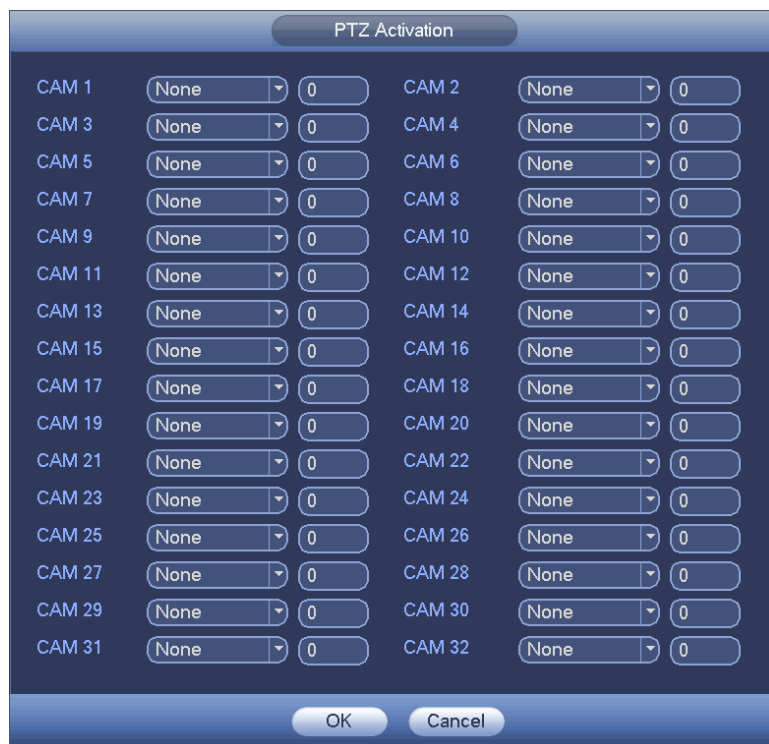 PTZ Activation
CAM 1 None 0 CAM 2 None 0
CAM 3 None 0 CAM 4 None 0
CAM 5 None 0 CAM 6 None 0
CAM 7 None 0 CAM 8 None 0
CAM 9 None 0 CAM 10 None 0
CAM 11 None 0 CAM 12 None 0
CAM 13 None 0 CAM 14 None 0
CAM 15 None 0 CAM 16 None 0
CAM 17 None 0 CAM 18 None 0
CAM 19 None 0 CAM 20 None 0
CAM 21 None 0 CAM 22 None 0
CAM 23 None 0 CAM 24 None 0
CAM 25 None 0 CAM 26 None 0
CAM 27 None 0 CAM 28 None 0
CAM 29 None 0 CAM 30 None 0
CAM 31 None 0 CAM 32 None 0
OK Cancel